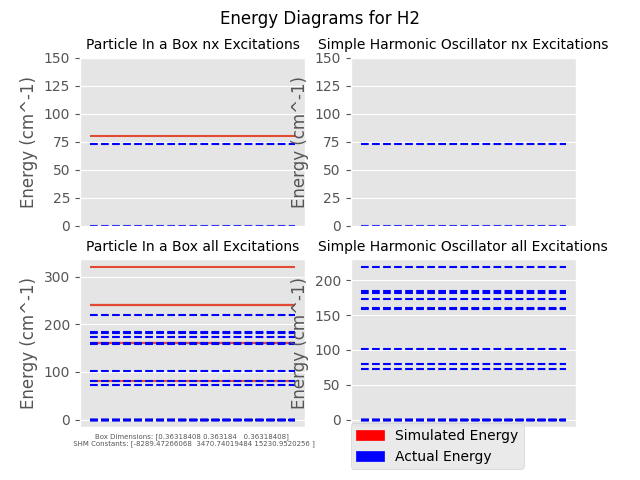 Energy Diagrams for H2
Particle In a Box nx Excitations
Simple Harmonic Oscillator nx Excitations
Energy (cm^-1)
150
125
100
75
50
25
0
Energy (cm^-1)
150
125
100
75
50
25
0
Particle In a Box all Excitations
Simple Harmonic Oscillator all Excitations
Energy (cm^-1)
300
200
100
0
Energy (cm^-1)
200
150
100
50
0
Box Dimensions: [0.36318408 0.363184 0.36318408]
SHM Constants: [-8289.47266068 3470.74019484 15230.9520256 ]
Simulated Energy
Actual Energy